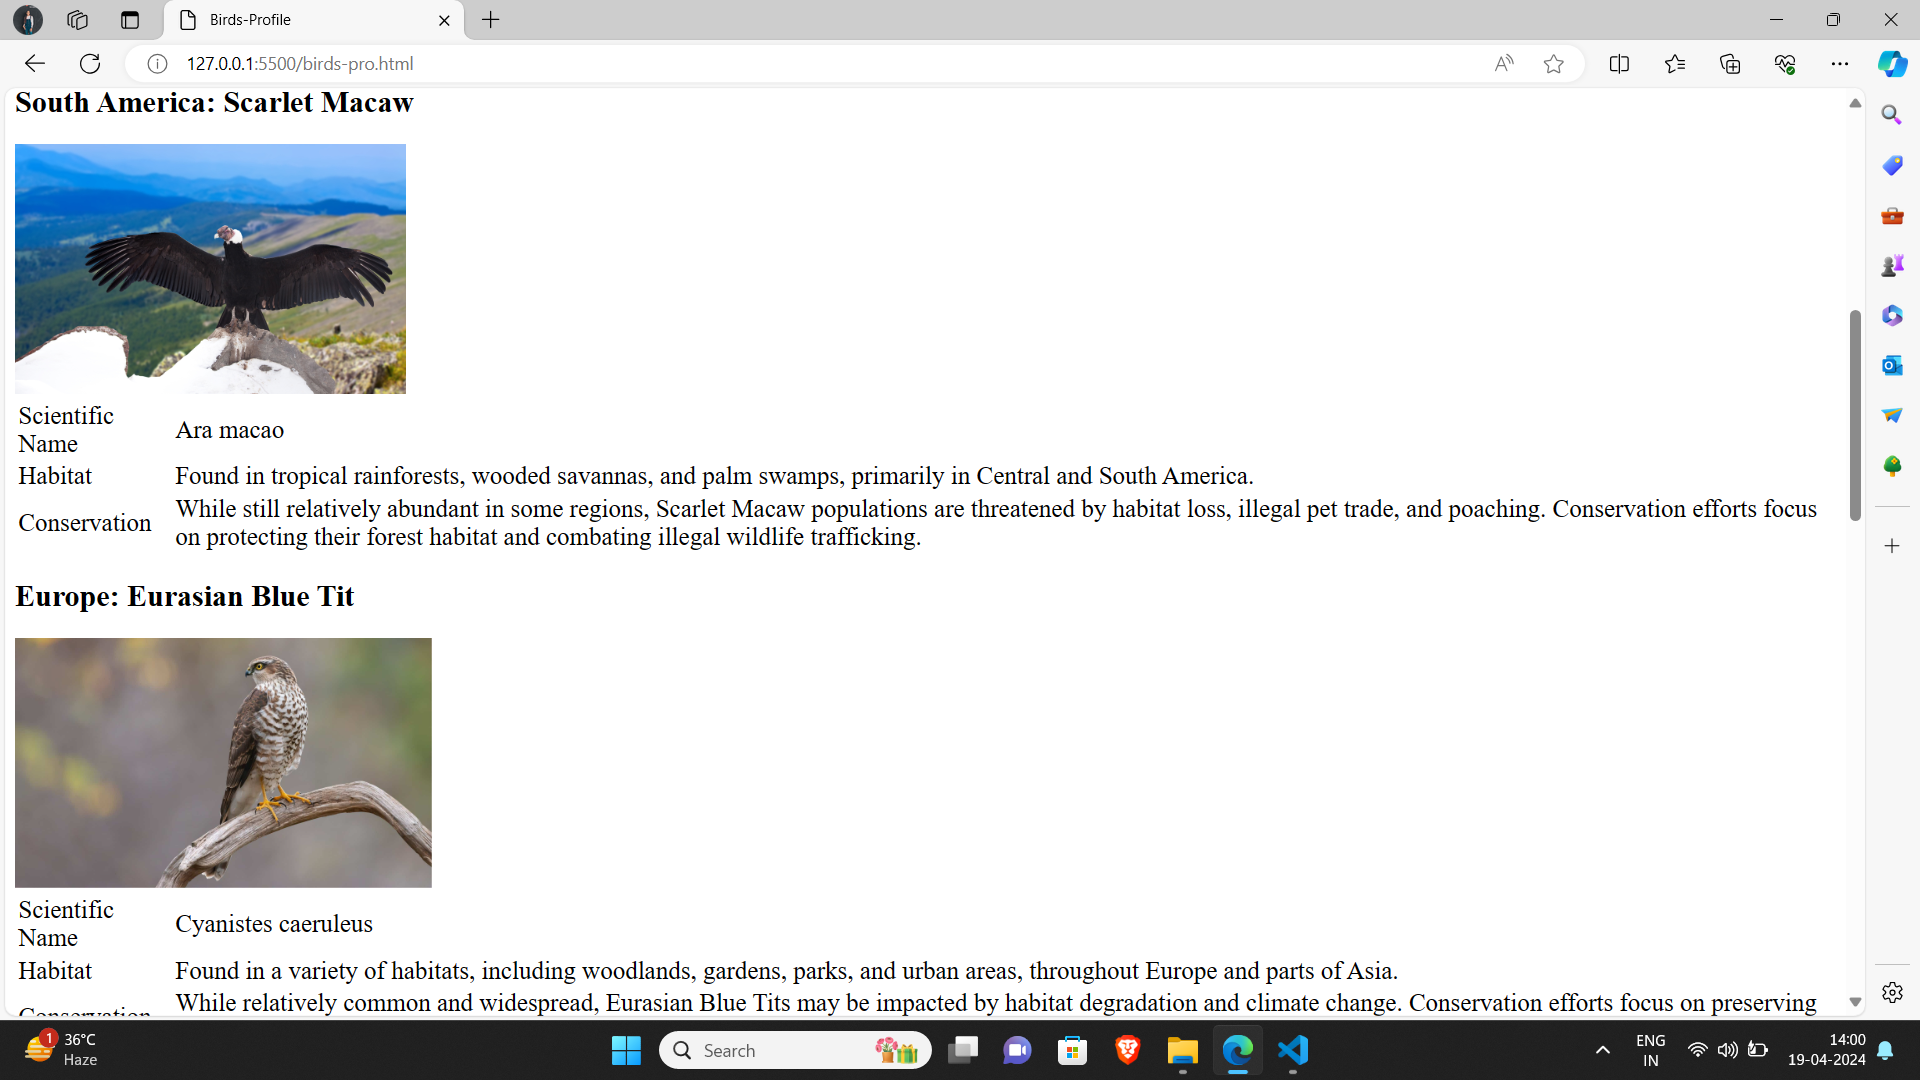 Birds-Profile
127.0.0.1:5500/birds-pro.html
South America: Scarlet Macaw
Scientific
Name
Ara macao
Habitat
Found in tropical rainforests, wooded savannas, and palm swamps, primarily in Central and South America.
Conservation
While still relatively abundant in some regions, Scarlet Macaw populations are threatened by habitat loss, illegal pet trade, and poaching. Conservation efforts focus
on protecting their forest habitat and combating illegal wildlife trafficking.
Europe: Eurasian Blue Tit
Scientific
Name
Cyanistes caeruleus
Habitat
Found in a variety of habitats, including woodlands, gardens, parks, and urban areas, throughout Europe and parts of Asia.
Conservation
While relatively common and widespread, Eurasian Blue Tits may be impacted by habitat degradation and climate change. Conservation efforts focus on preserving
1
36°C
Haze
Search
ENG
IN
14:00
19-04-2024